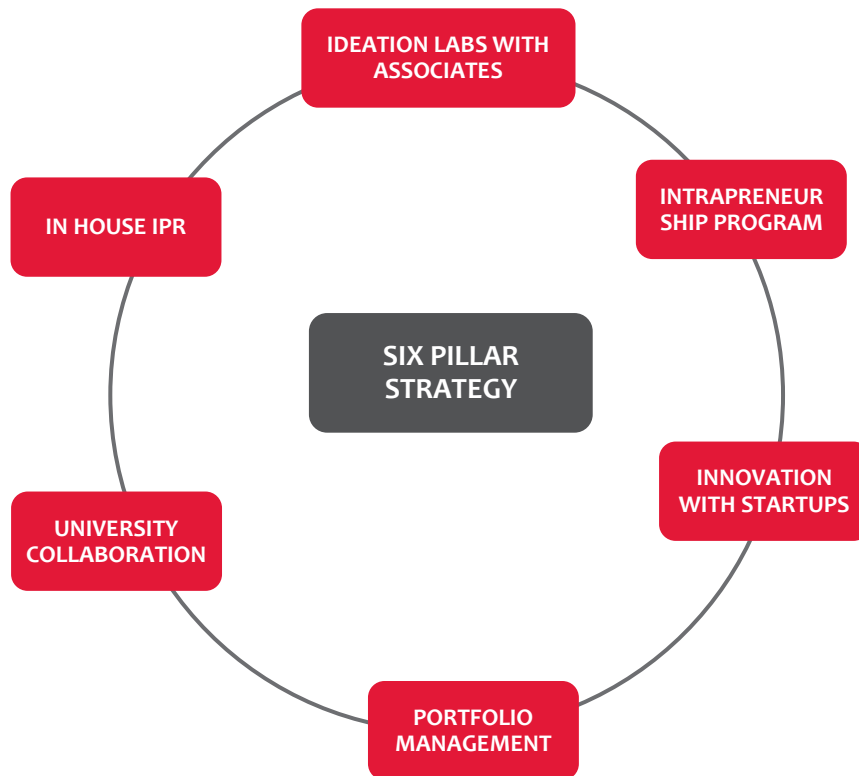 IDEATION LABS WITH
ASSOCIATES
INTRAPRENEUR
SHIP PROGRAM
IN HOUSE IPR
SIX PILLAR
STRATEGY
INNOVATION
WITH STARTUPS
UNIVERSITY
COLLABORATION
PORTFOLIO
MANAGEMENT